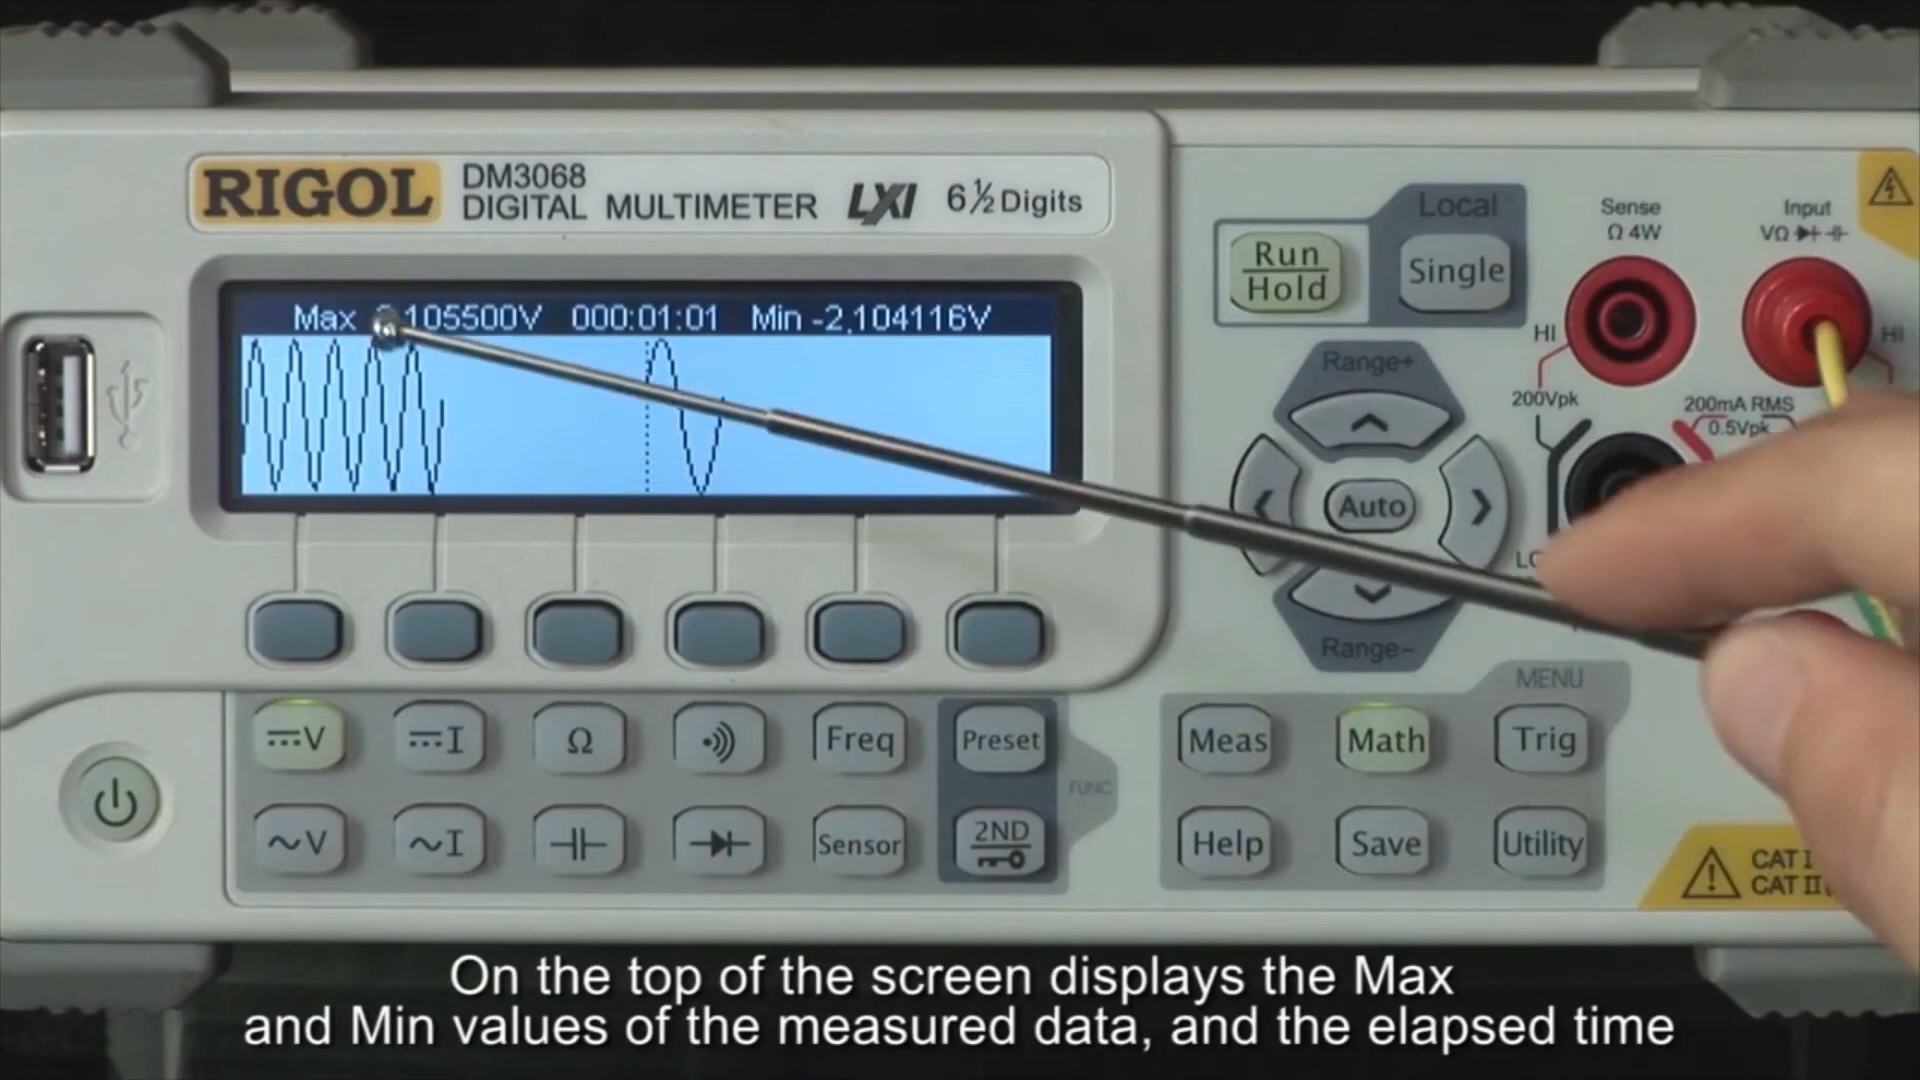 RIGOL
DM3068
DIGITAL MULTIMETER
LXI
6½ Digits
Max 105500V 000:01:01 Min -2,104116V
Local
Run
Hold
Single
Sense
Ω 4W
Input
VΩ
HI
HI
200Vpk
200mA RMS
0.5Vpk
Range+
Auto
Range-
MENU
V
I
Ω
Freq
Preset
FUNC
Meas
Math
Trig
~V
~I
Sensor
2ND
Help
Save
Utility
CAT I
CAT II
On the top of the screen displays the Max
and Min values of the measured data, and the elapsed time